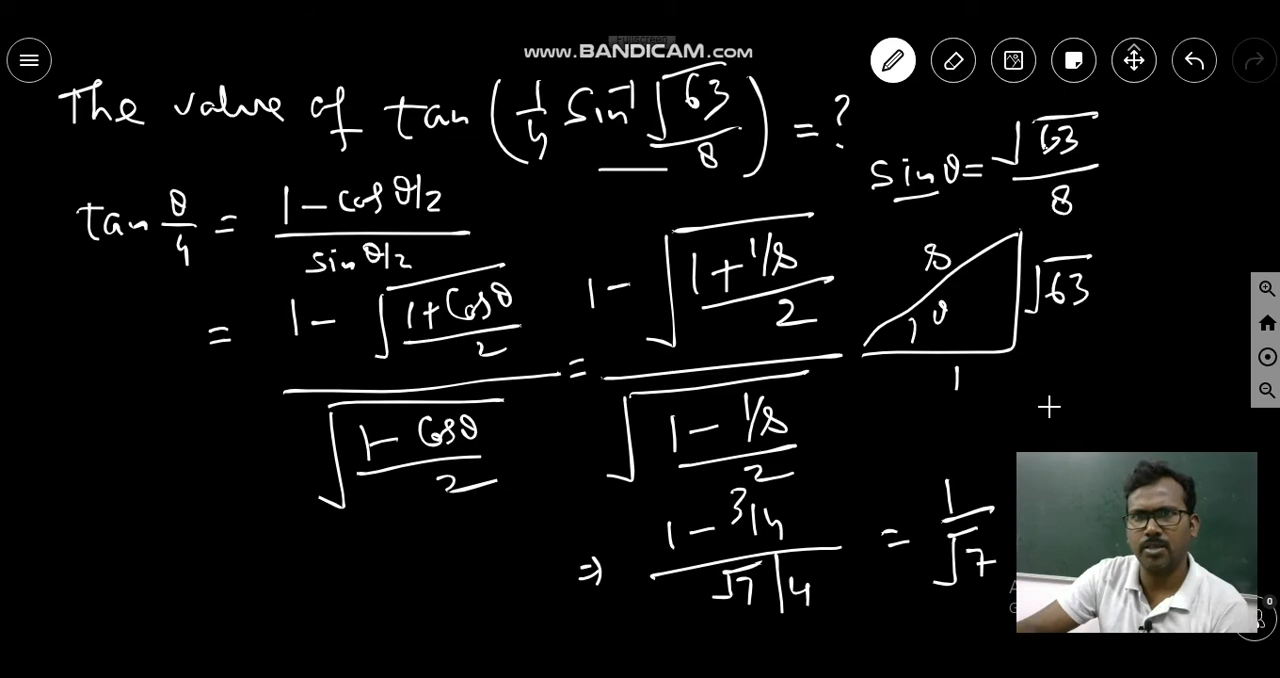 www.BANDICAM.com
The value of tan(1/4 Sin⁻¹ √63/8) = ?
sinθ = √63/8
tan θ/4 = (1 - cos θ/2)/(sin θ/2)
= (1 - √((1 + Cosθ)/2))/(√((1 - Cosθ)/2)) = (1 - √((1 + 1/8)/2))/(√((1 - 1/8)/2))
8
θ
√63
1
⇒ (1 - 3/4)/(√7/4) = 1/√7